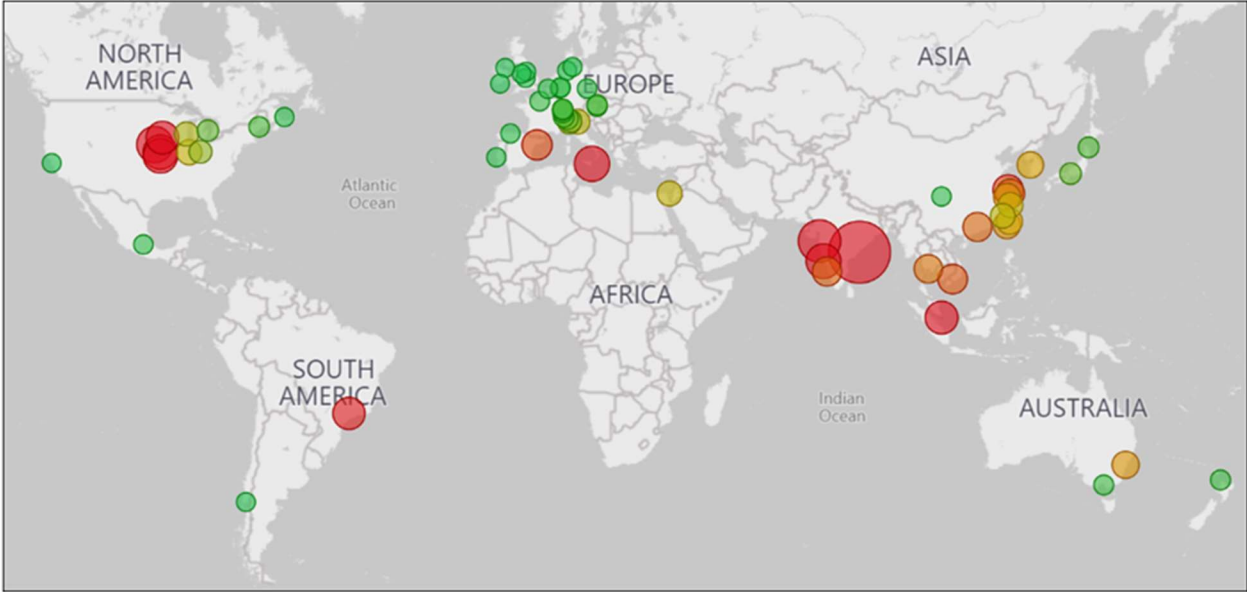 NORTH
AMERICA
EUROPE
ASIA
Atlantic
Ocean
AFRICA
SOUTH
AMERICA
Indian
Ocean
AUSTRALIA